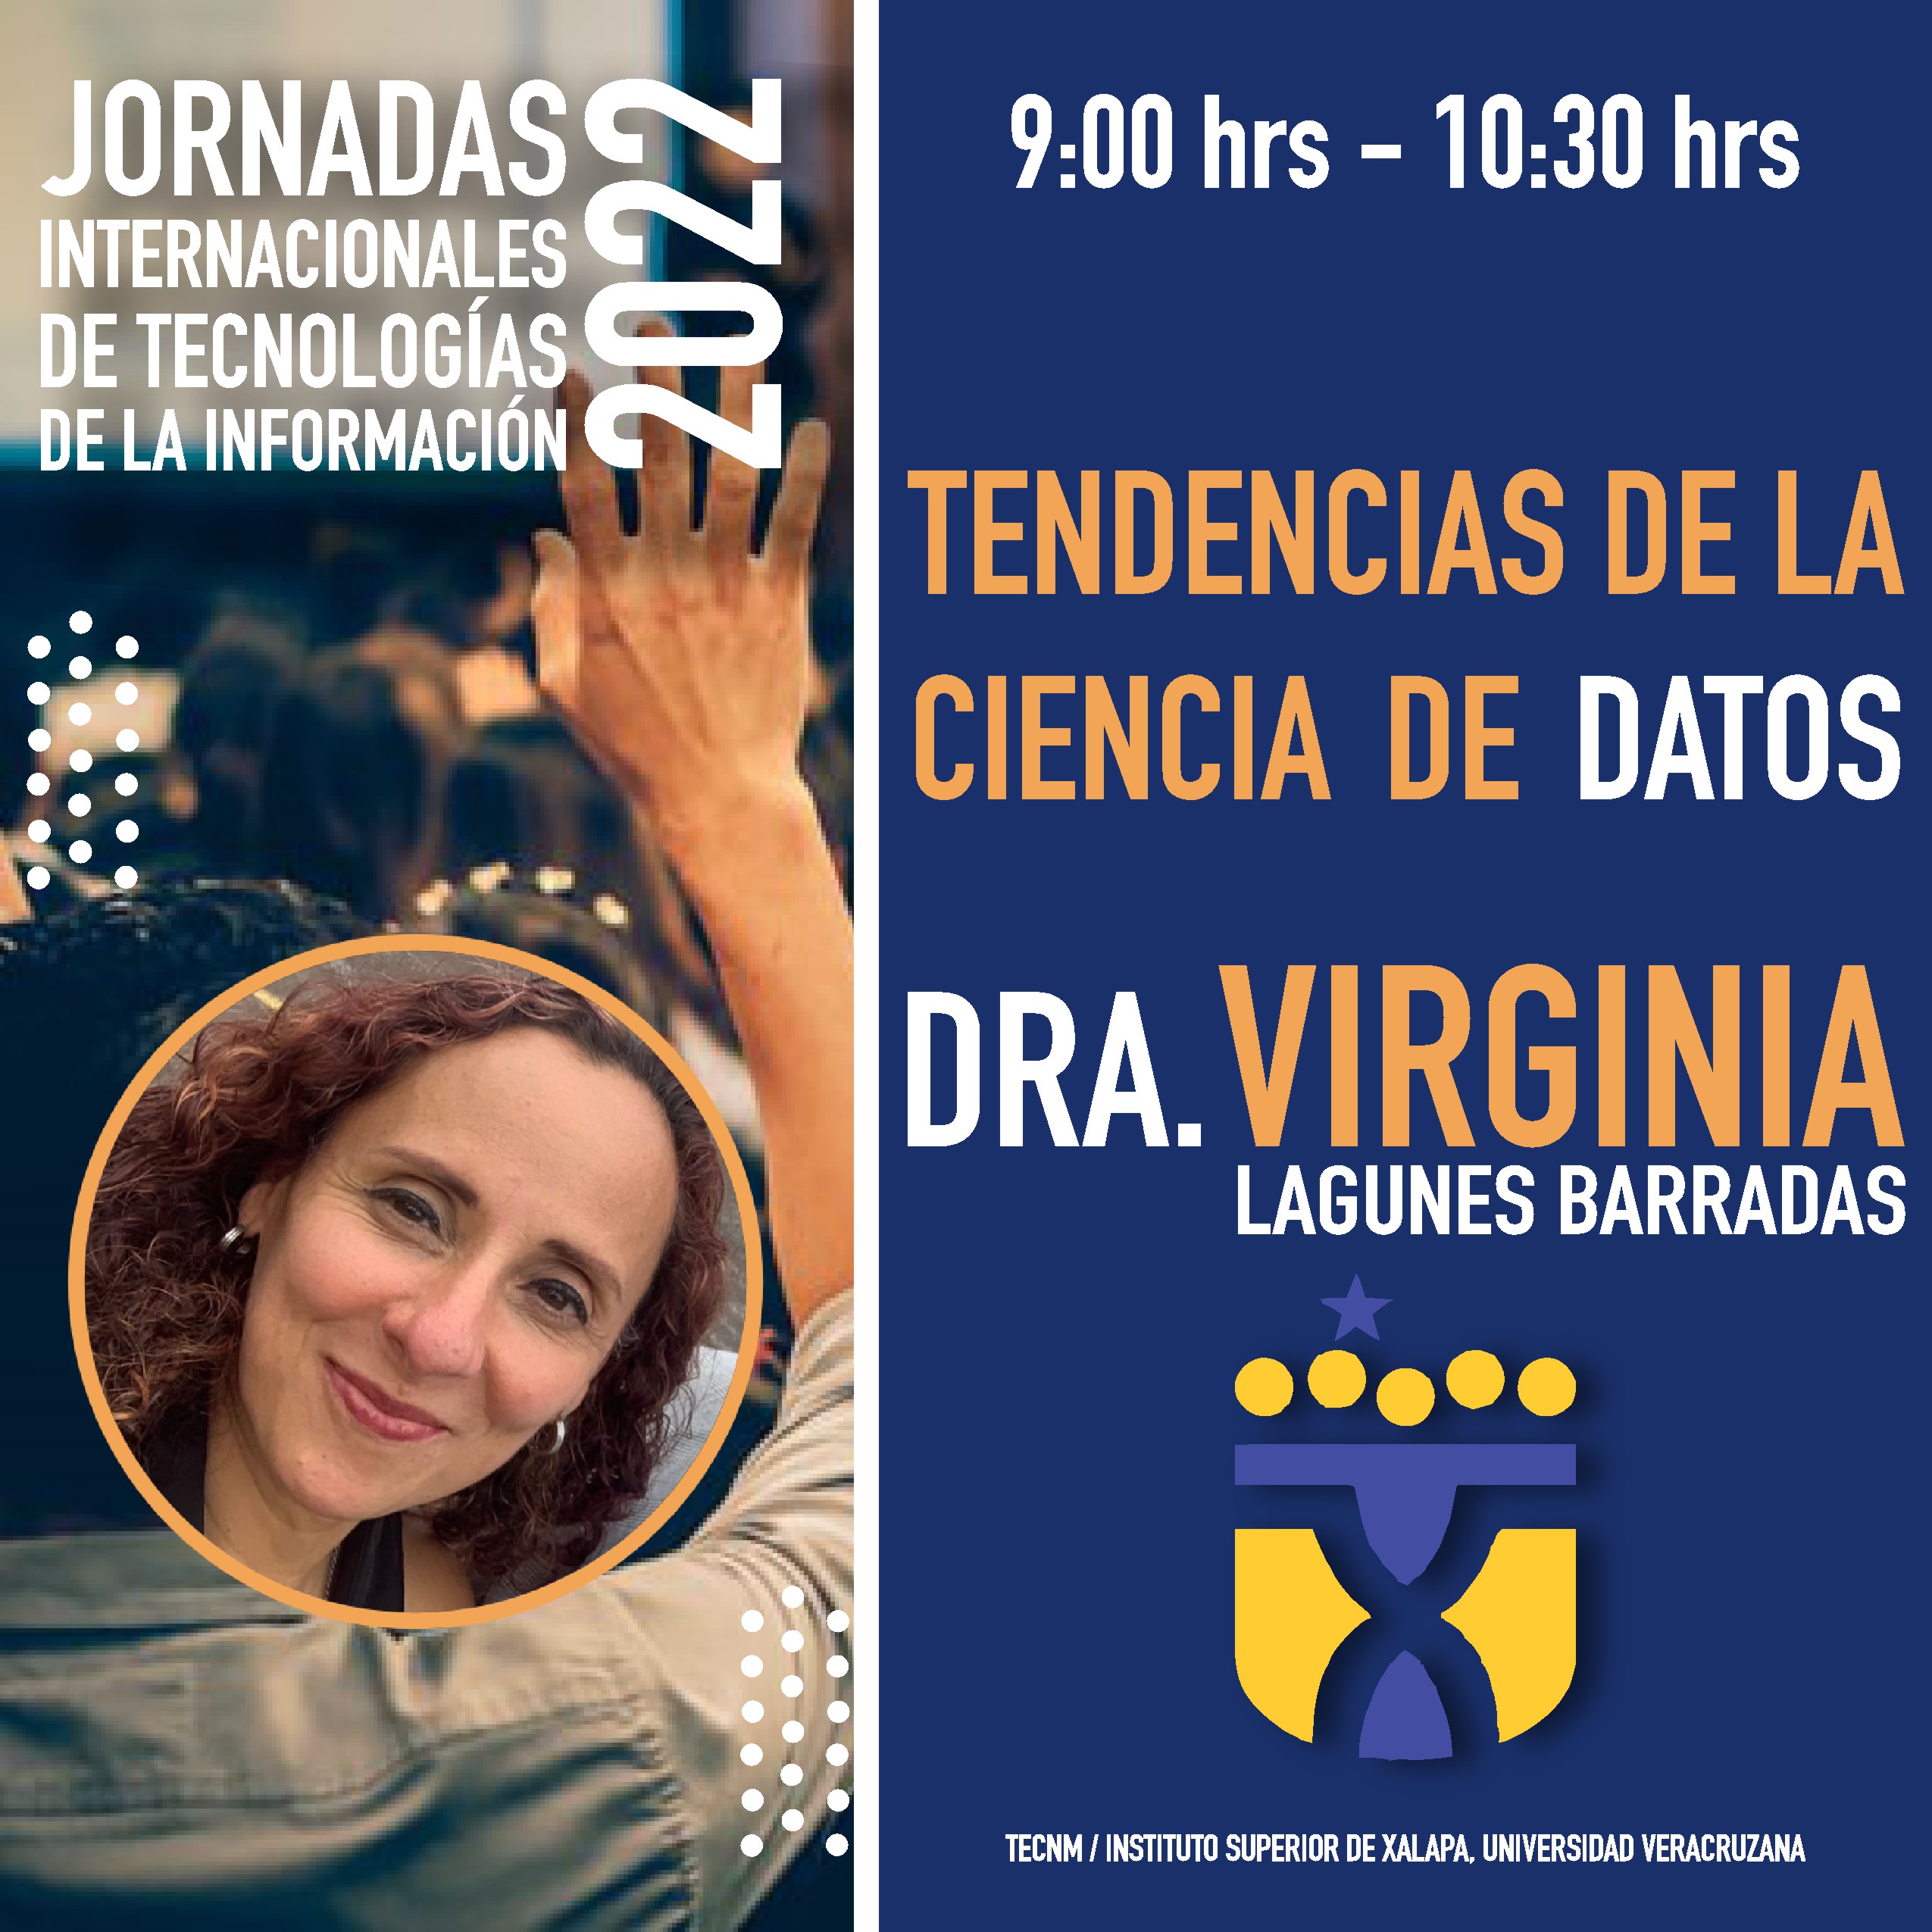 JORNADAS
INTERNACIONALES
DE TECNOLOGÍAS
DE LA INFORMACIÓN
2022
9:00 hrs - 10:30 hrs
TENDENCIAS DE LA
CIENCIA DE DATOS
DRA. VIRGINIA
LAGUNES BARRADAS
TECNM / INSTITUTO SUPERIOR DE XALAPA, UNIVERSIDAD VERACRUZANA